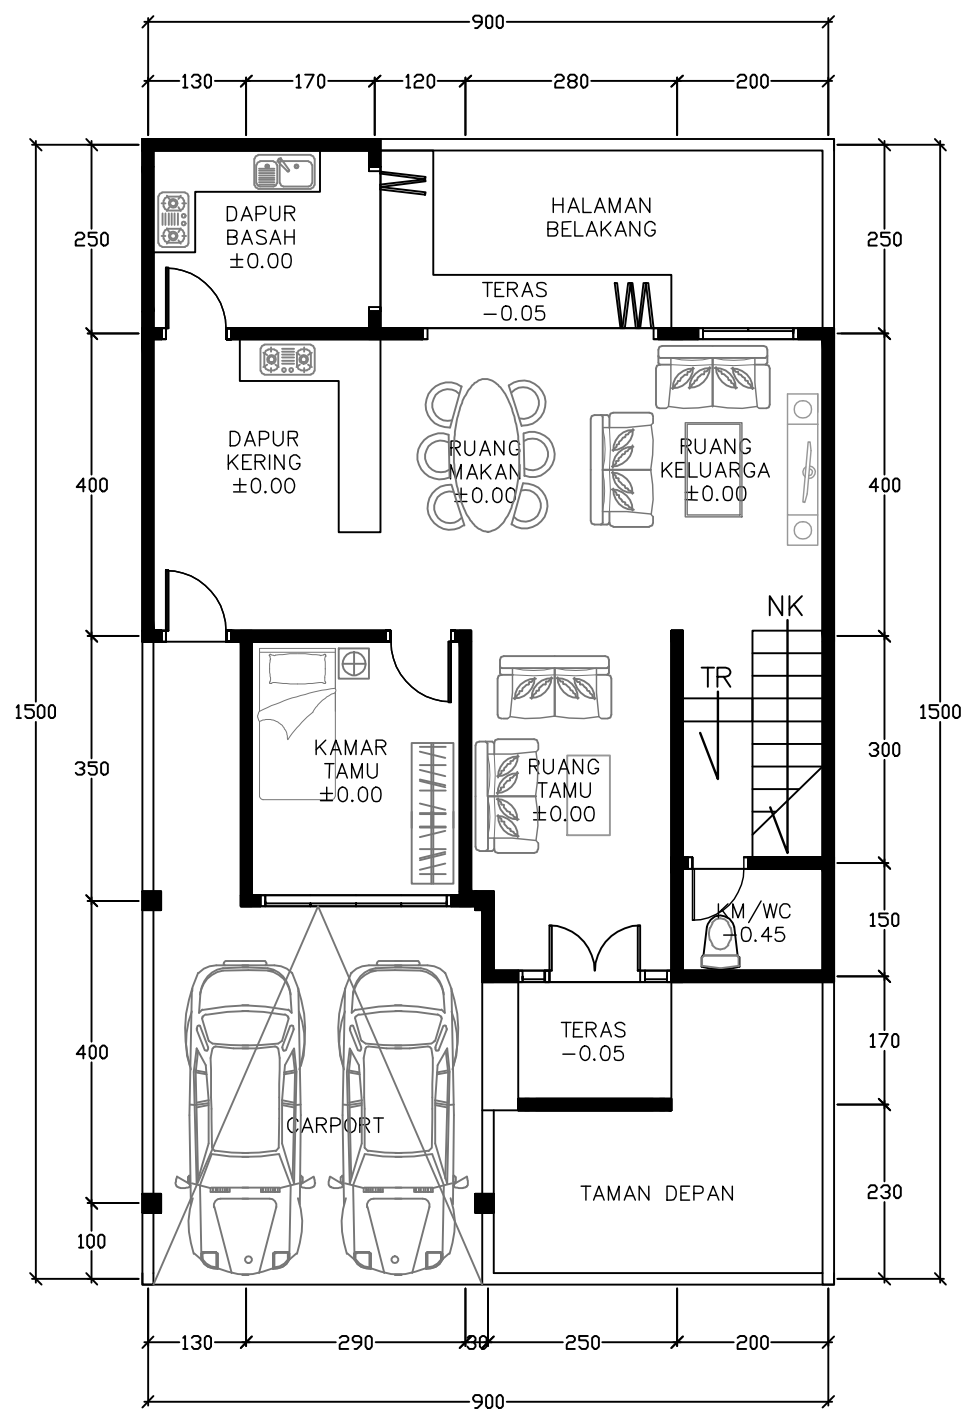 900
130
170
120
280
200
HALAMAN
BELAKANG
DAPUR
BASAH
±0.00
250
250
TERAS
-0.05
DAPUR
KERING
±0.00
RUANG
MAKAN
±0.00
RUANG
KELUARGA
±0.00
400
400
NK
TR
1500
1500
KAMAR
TAMU
±0.00
RUANG
TAMU
±0.00
350
300
KM/WC
-0.45
150
TERAS
-0.05
400
170
CARPORT
TAMAN DEPAN
230
100
130
290
30
250
200
900